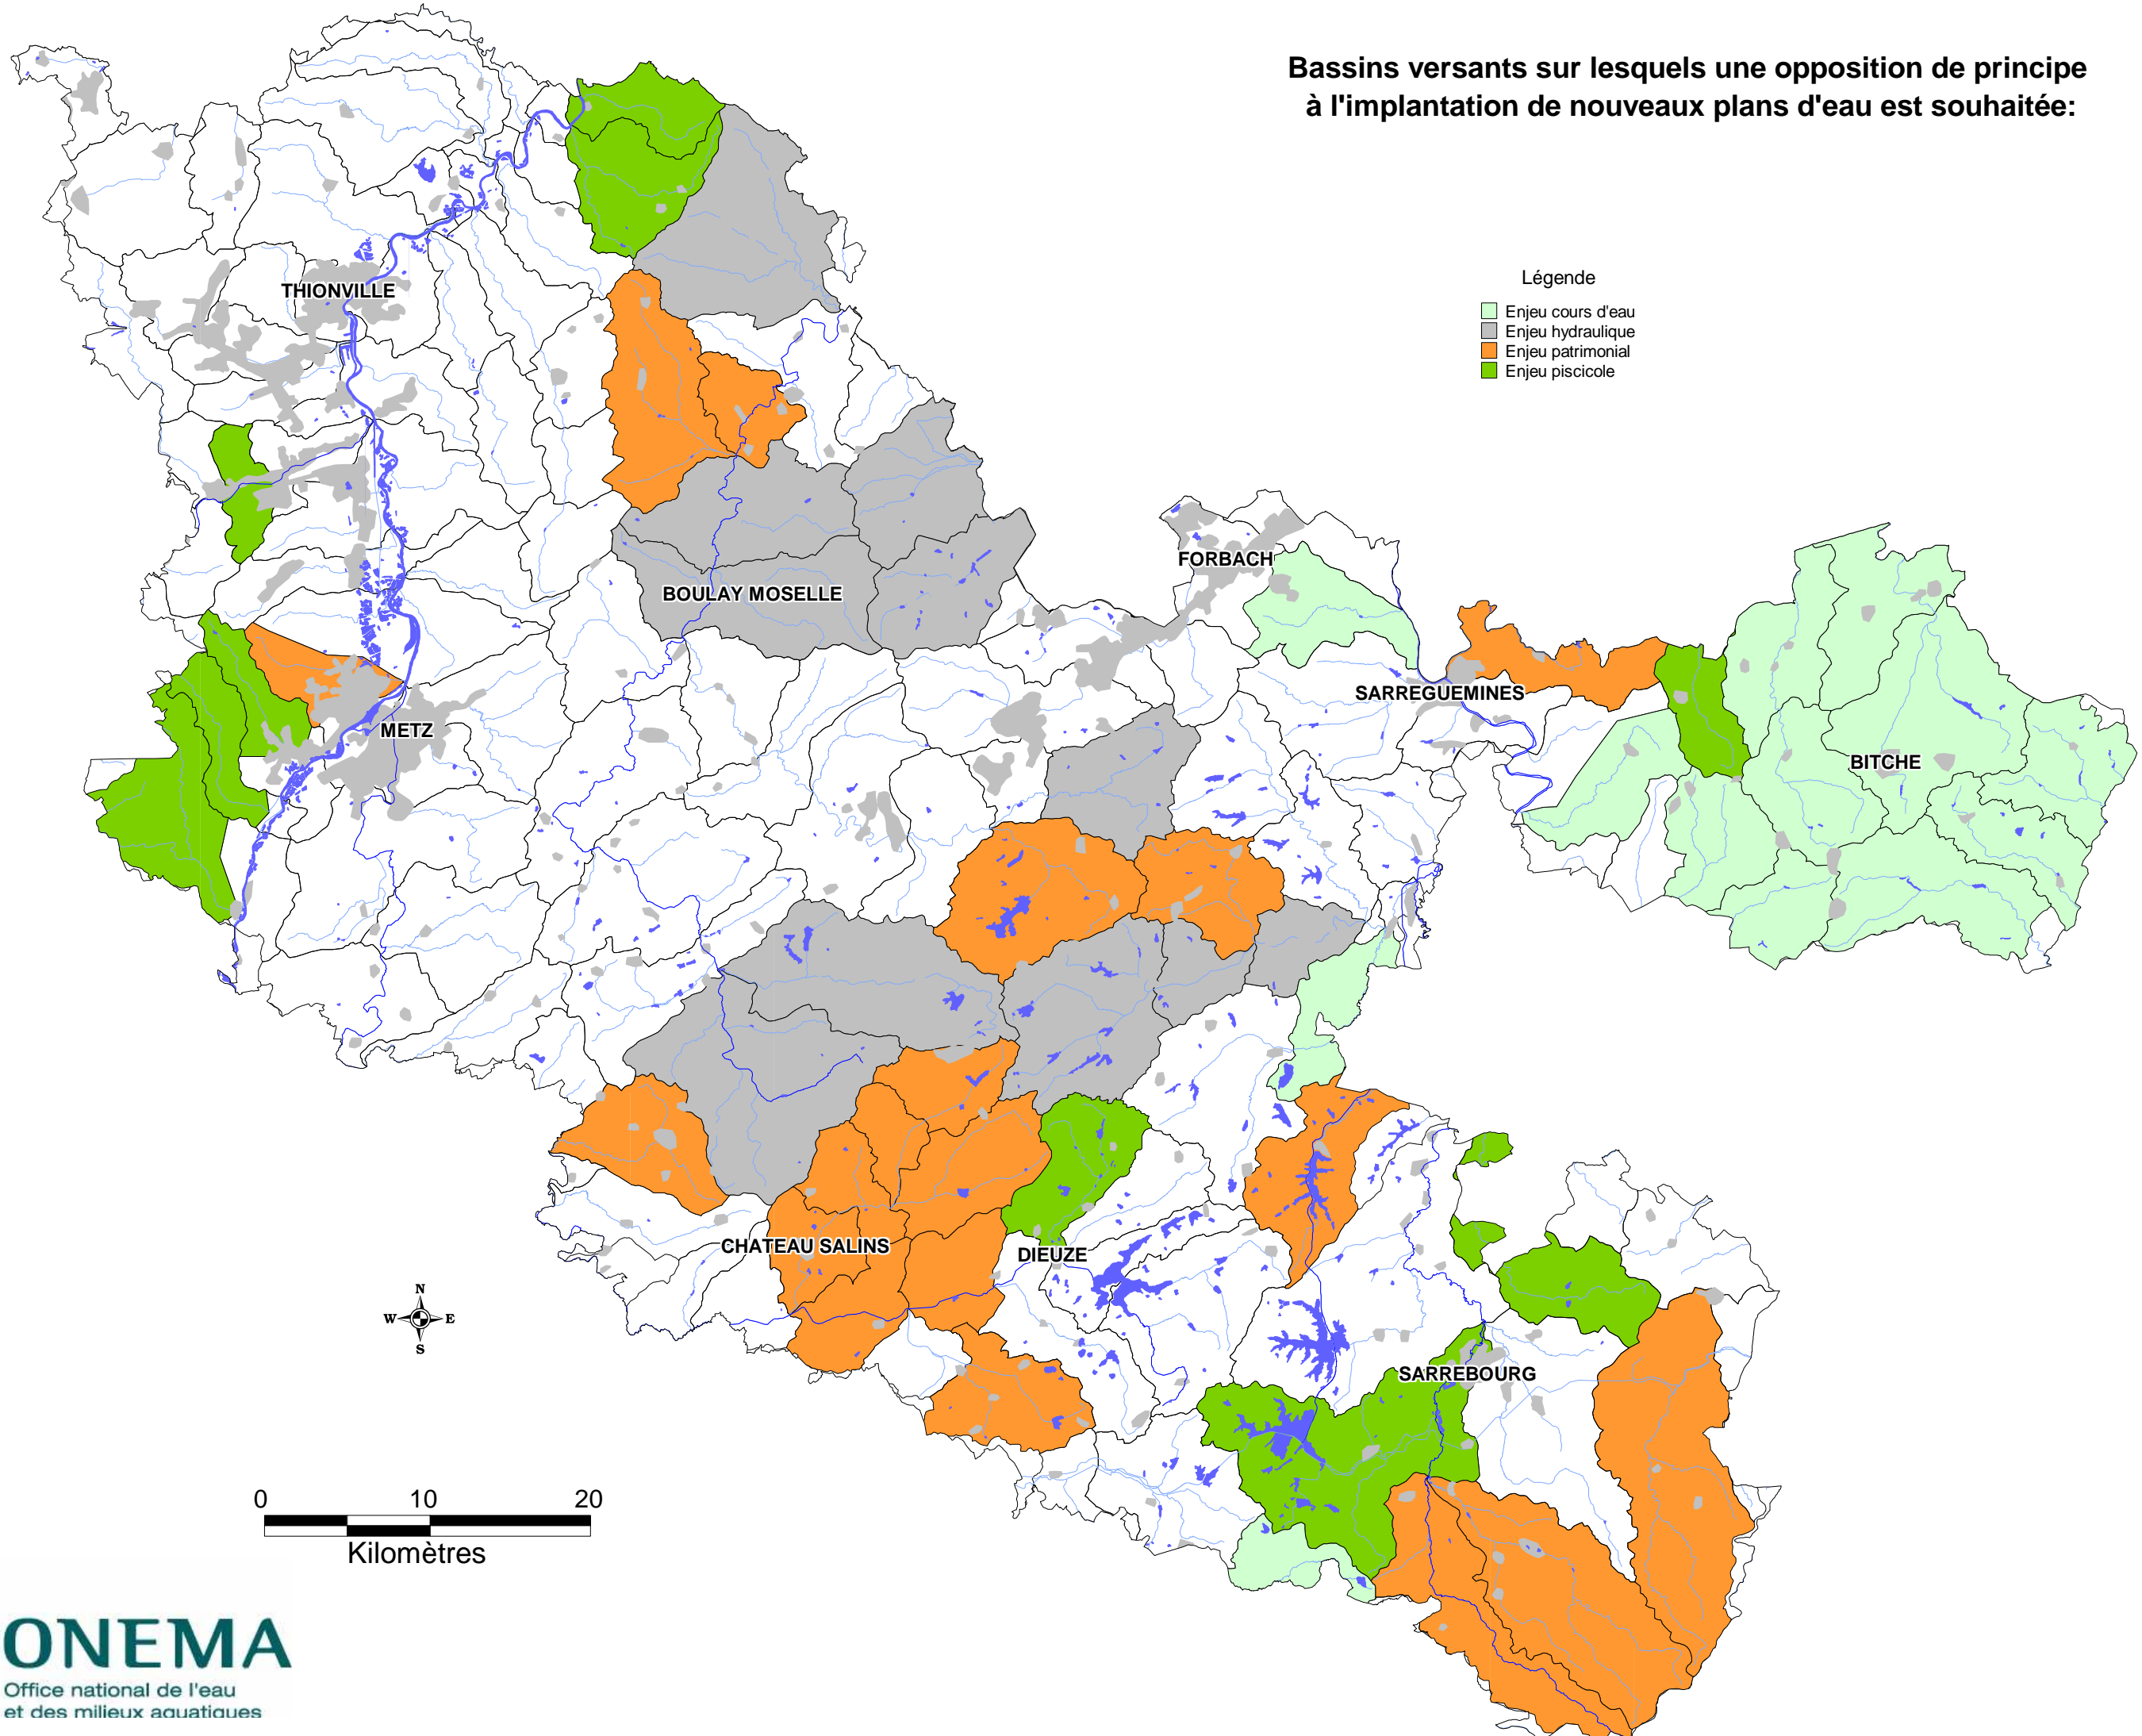 Bassins versants sur lesquels une opposition de principe
à l'implantation de nouveaux plans d'eau est souhaitée:
Légende
Enjeu cours d'eau
Enjeu hydraulique
Enjeu patrimonial
Enjeu piscicole
THIONVILLE
FORBACH
BOULAY MOSELLE
SARREGUEMINES
METZ
BITCHE
CHATEAU SALINS
DIEUZE
SARREBOURG
N
W E
S
0 10 20
Kilomètres
ONEMA
Office national de l'eau
et des milieux aquatiques